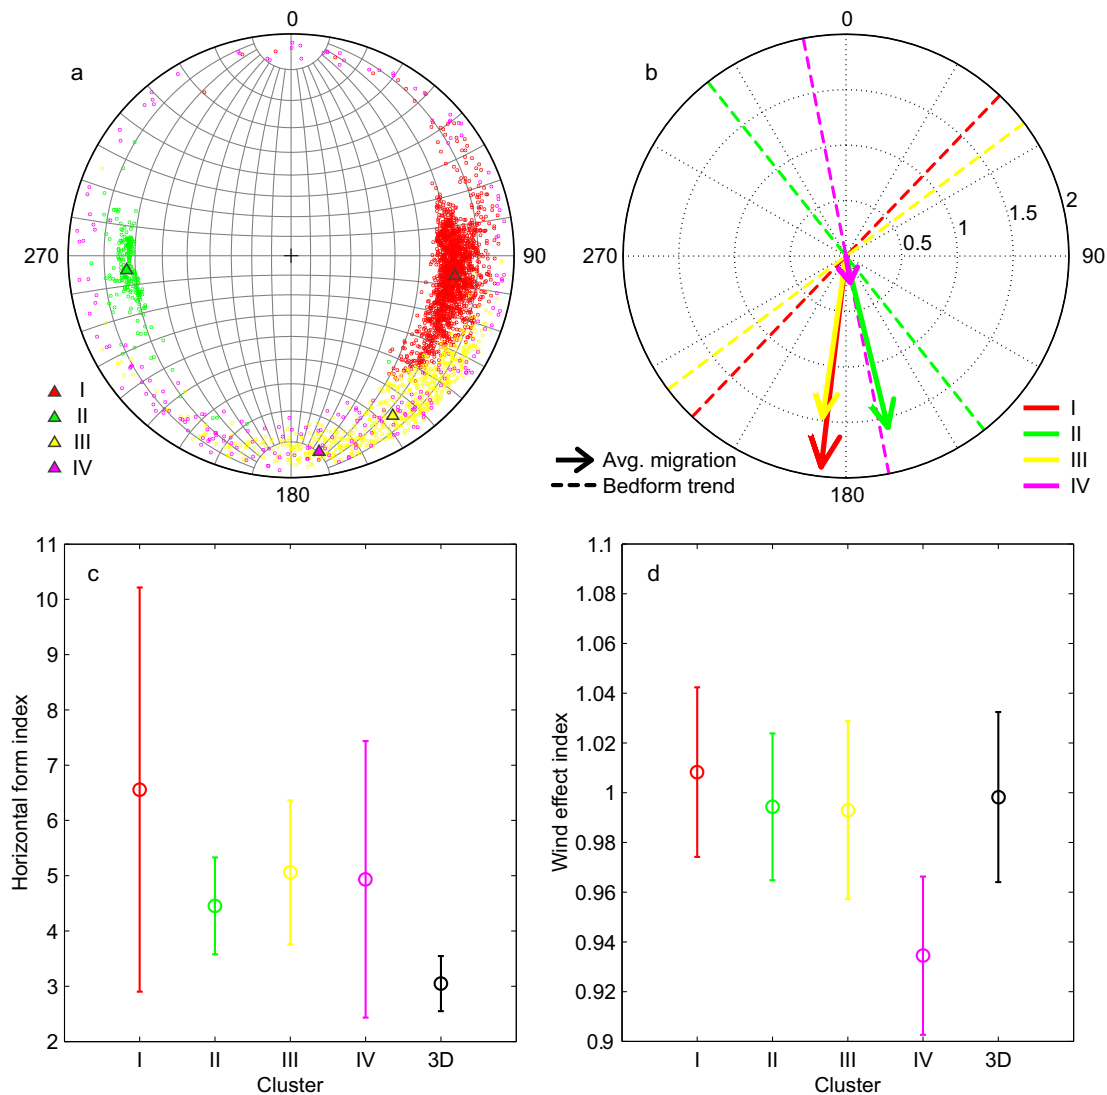 0
0
a
b
2
1.5
1
0.5
270
90
270
90
I
II
III
IV
I
II
III
IV
Avg. migration
Bedform trend
180
180
11
10
9
8
7
6
5
4
3
2
c
Horizontal form index
I II III IV 3D
Cluster
1.1
1.08
1.06
1.04
1.02
1
0.98
0.96
0.94
0.92
0.9
d
Wind effect index
I II III IV 3D
Cluster